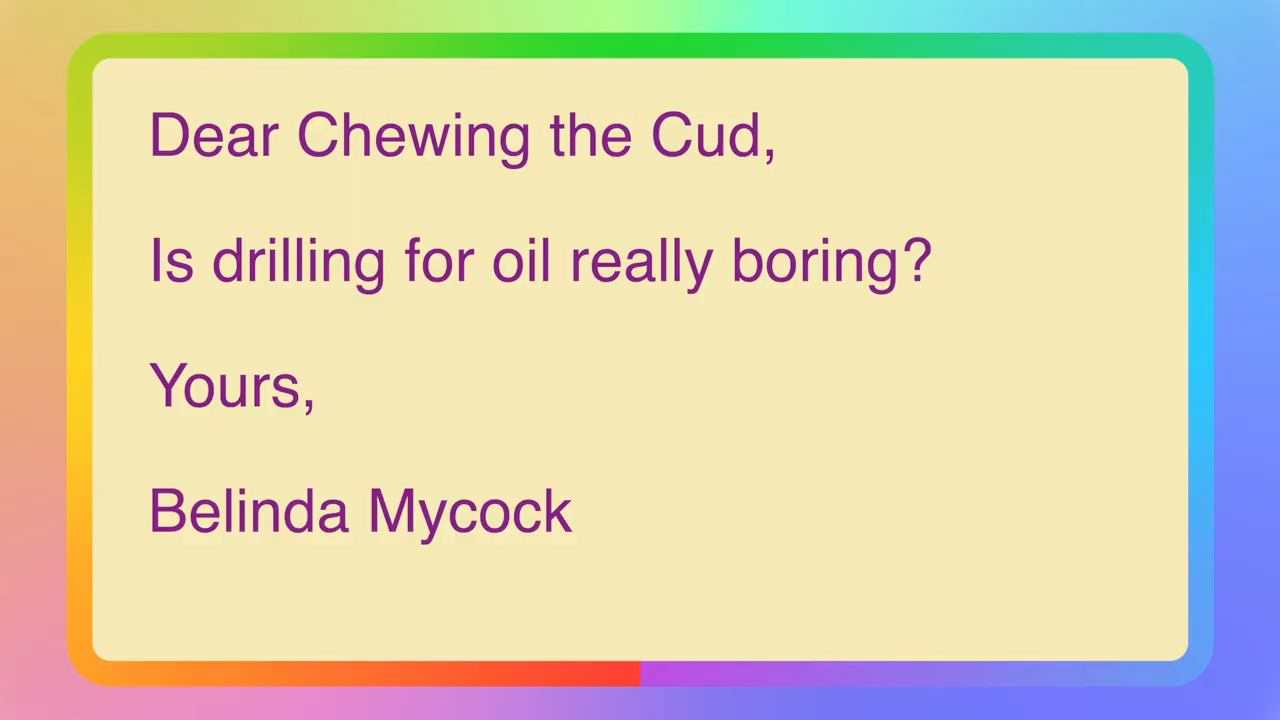 Dear Chewing the Cud,
Is drilling for oil really boring?
Yours,
Belinda Mycock